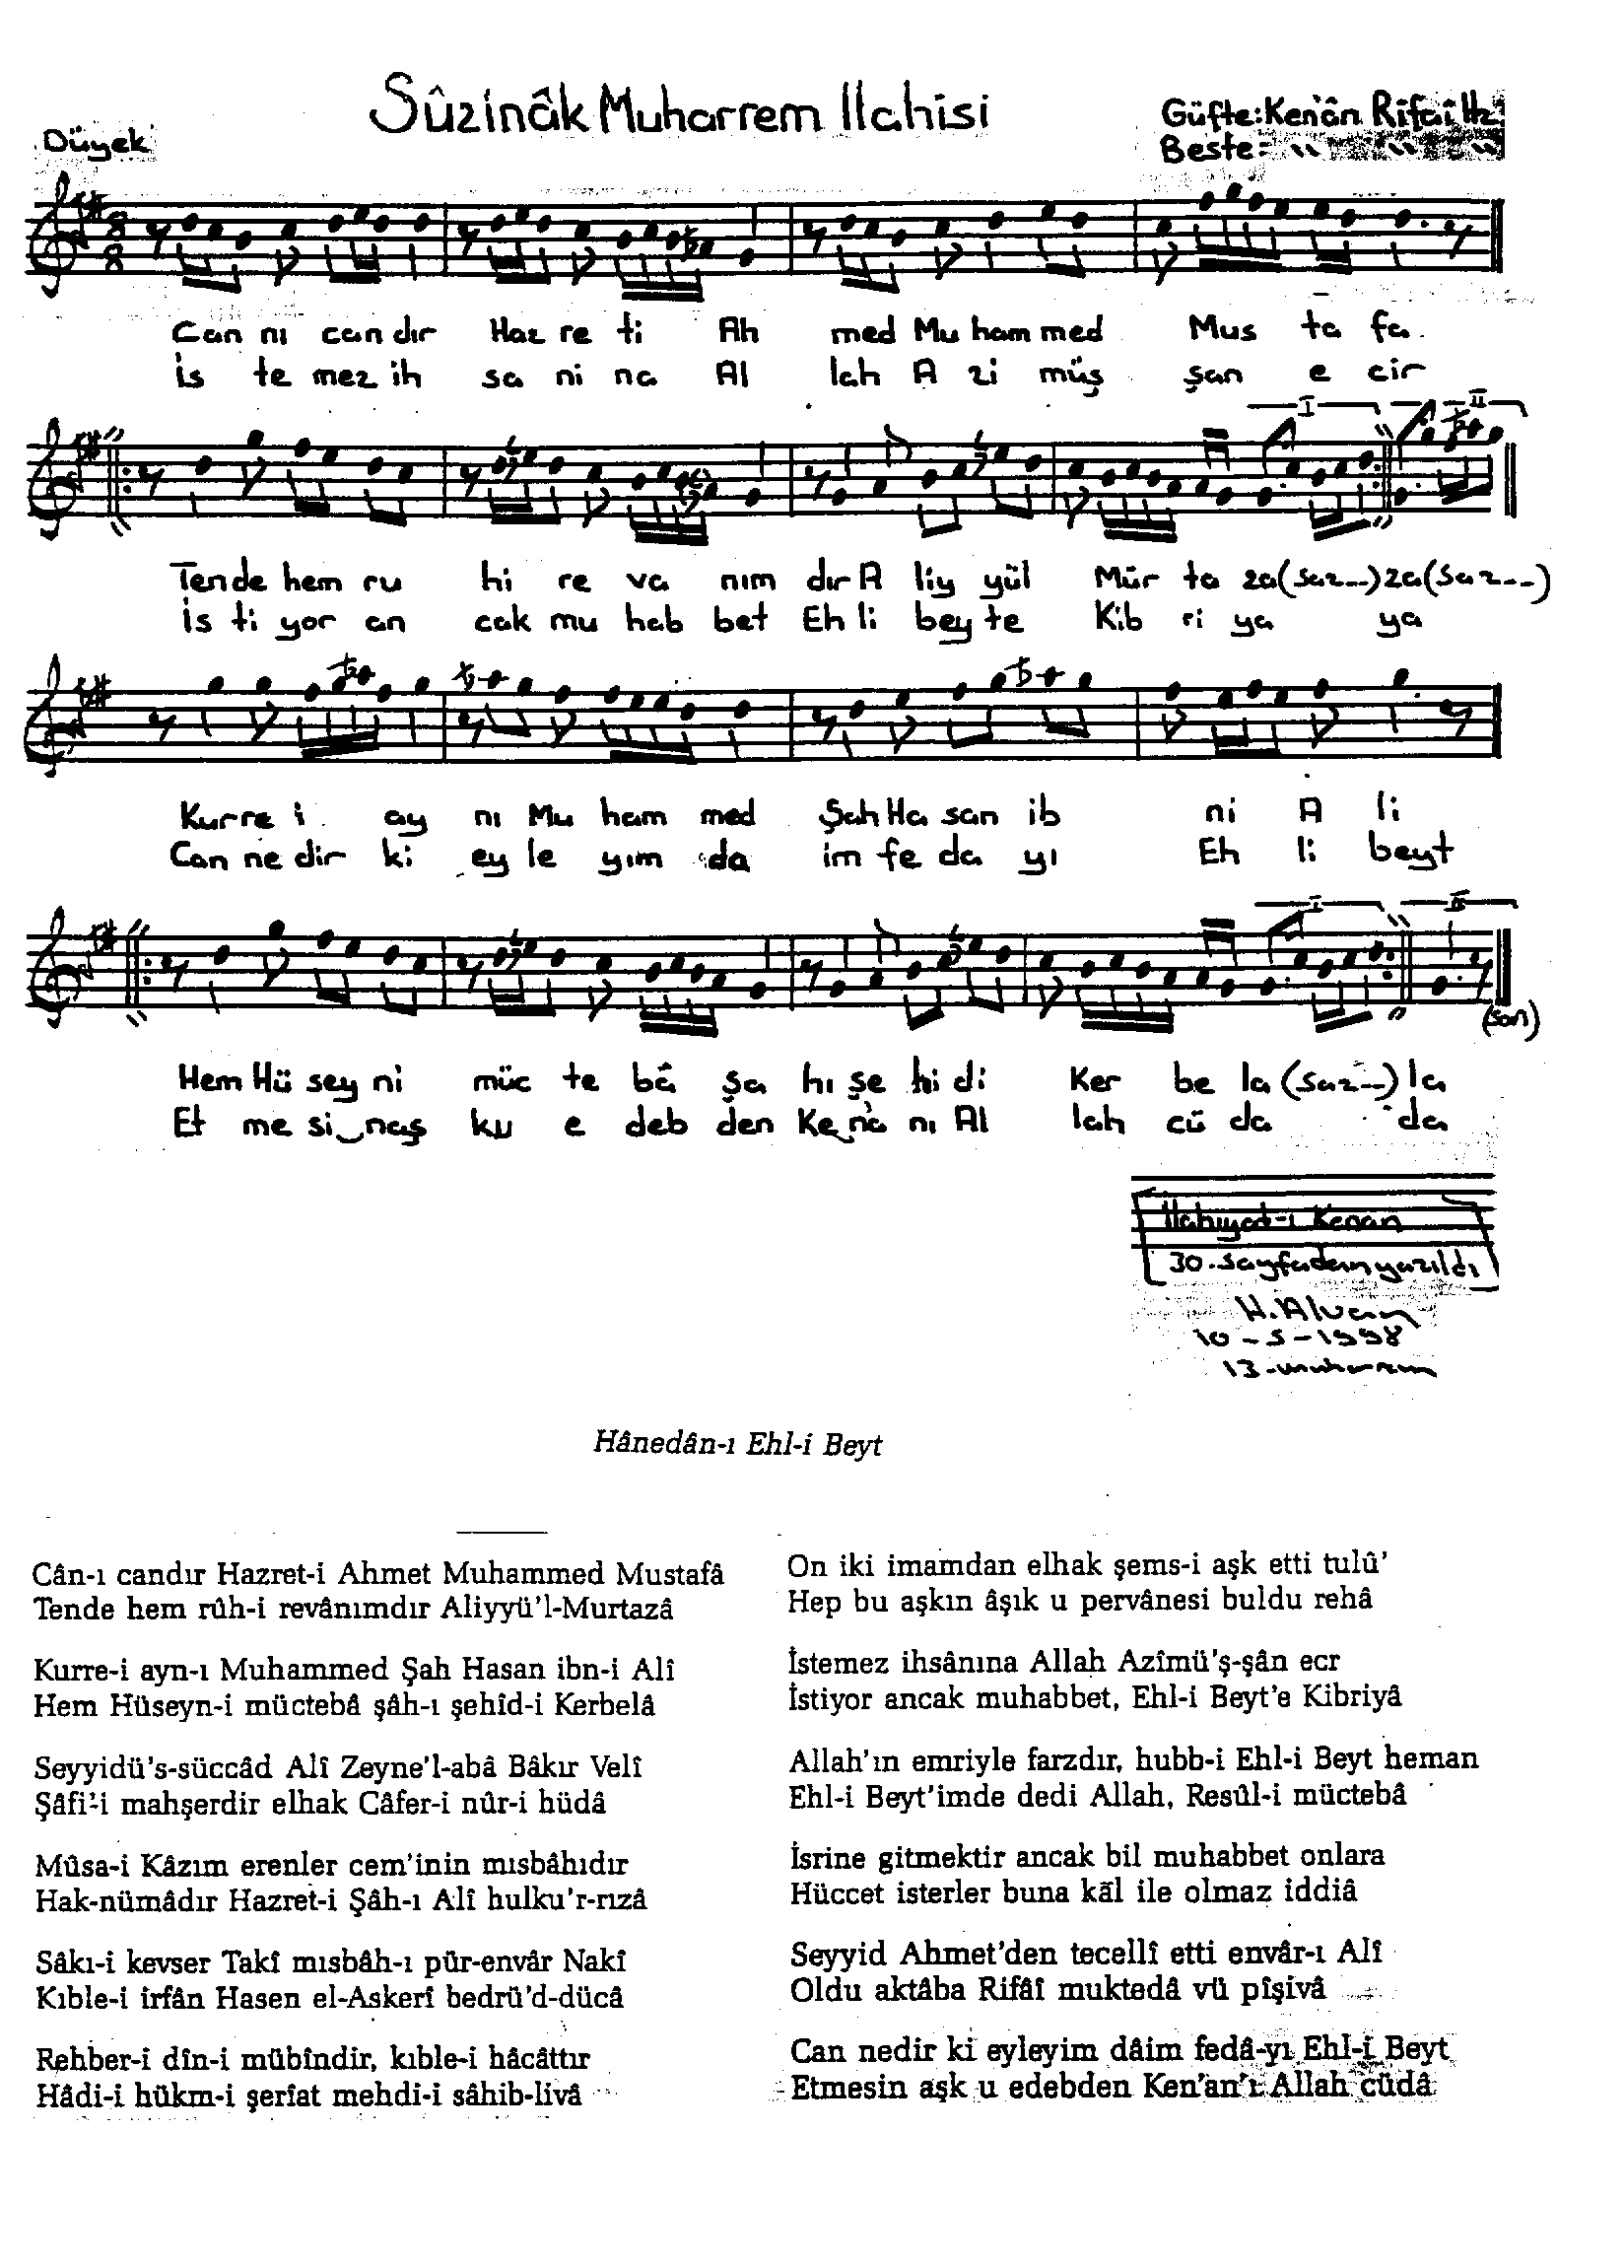 Sûzinâk Muharrem Ilahisi
Düyek
Güfte: Ken'ân Rifâî Hz.
Beste: " " "
8
8
Can nı can dır Haz re ti Ah med Mu ham med Mus ta fa
İs te mez ih sa ni na Al lah A zi müş şan e cir
I II
Ten de hem ru hi re va nım dır A liy yül Mür ta za (saz---) za (saz---)
İs ti yor an cak mu hab bet Eh li bey te Kib ri ya ya
Kur re i ay nı Mu ham med Şah Ha san ib ni A li
Can ne dir ki ey le yım da im fe da yı Eh li beyt
I II
(son)
Hem Hü sey ni müc te bâ şa hı şe hi di Ker be la (saz---) la
Et me si naş ku e deb den Ke na nı Al lah cü da da
İlahiyat-ı Kenan
30. sayfadan yazıldı
H. Alvan
10-5-1998
13-muharrem
Hânedân-ı Ehl-i Beyt
Cân-ı candır Hazret-i Ahmet Muhammed Mustafâ
Tende hem rûh-i revânımdır Aliyyü'l-Murtazâ
Kurre-i ayn-ı Muhammed Şah Hasan ibn-i Alî
Hem Hüseyn-i müctebâ şâh-ı şehîd-i Kerbelâ
Seyyidü's-süccâd Alî Zeyne'l-abâ Bâkır Velî
Şâfi'-i mahşerdir elhak Câfer-i nûr-i hüdâ
Mûsa-i Kâzım erenler cem'inin mısbâhıdır
Hak-nümâdır Hazret-i Şâh-ı Alî hulku'r-rızâ
Sâkı-i kevser Takî mısbâh-ı pür-envâr Nakî
Kıble-i irfân Hasen el-Askerî bedrü'd-dücâ
Rehber-i dîn-i mübîndir, kıble-i hâcâttır
Hâdi-i hükm-i şerîat mehdi-i sâhib-livâ
On iki imamdan elhak şems-i aşk etti tulû'
Hep bu aşkın âşık u pervânesi buldu rehâ
İstemez ihsânına Allah Azîmü'ş-şân ecr
İstiyor ancak muhabbet, Ehl-i Beyt'e Kibriyâ
Allah'ın emriyle farzdır, hubb-i Ehl-i Beyt heman
Ehl-i Beyt'imde dedi Allah, Resûl-i müctebâ
İsrine gitmektir ancak bil muhabbet onlara
Hüccet isterler buna kāl ile olmaz iddiâ
Seyyid Ahmet'den tecellî etti envâr-ı Alî
Oldu aktâba Rifâî muktedâ vü pîşivâ
Can nedir ki eyleyim dâim fedâ-yı Ehl-i Beyt
Etmesin aşk u edebden Ken'an'ı Allah cüdâ